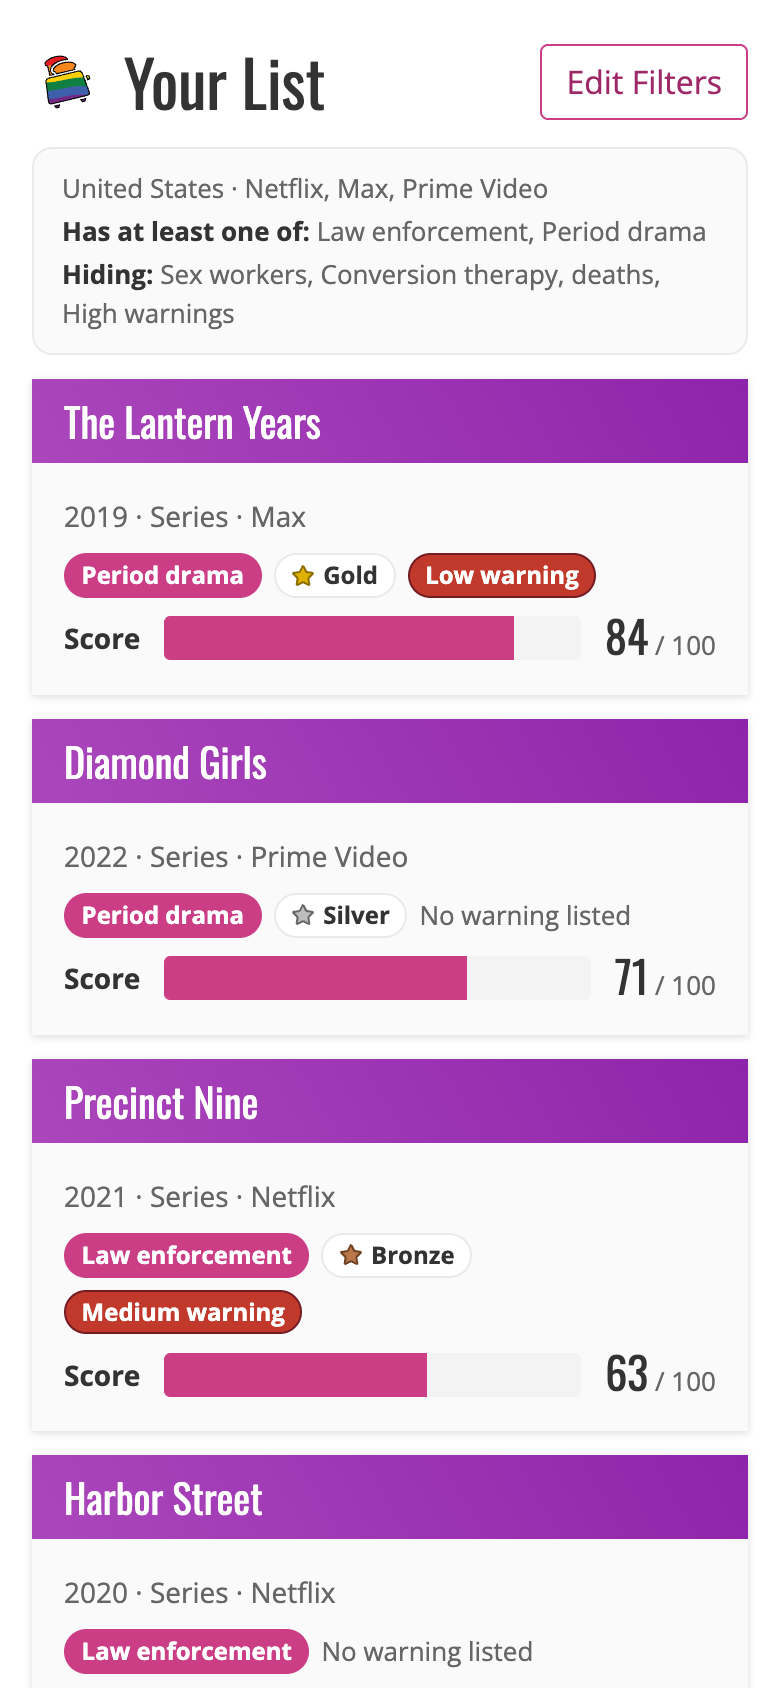 Your List
Edit Filters
United States · Netflix, Max, Prime Video
Has at least one of: Law enforcement, Period drama
Hiding: Sex workers, Conversion therapy, deaths,
High warnings
The Lantern Years
2019 · Series · Max
Period drama Gold Low warning
Score 84 / 100
Diamond Girls
2022 · Series · Prime Video
Period drama Silver No warning listed
Score 71 / 100
Precinct Nine
2021 · Series · Netflix
Law enforcement Bronze
Medium warning
Score 63 / 100
Harbor Street
2020 · Series · Netflix
Law enforcement No warning listed